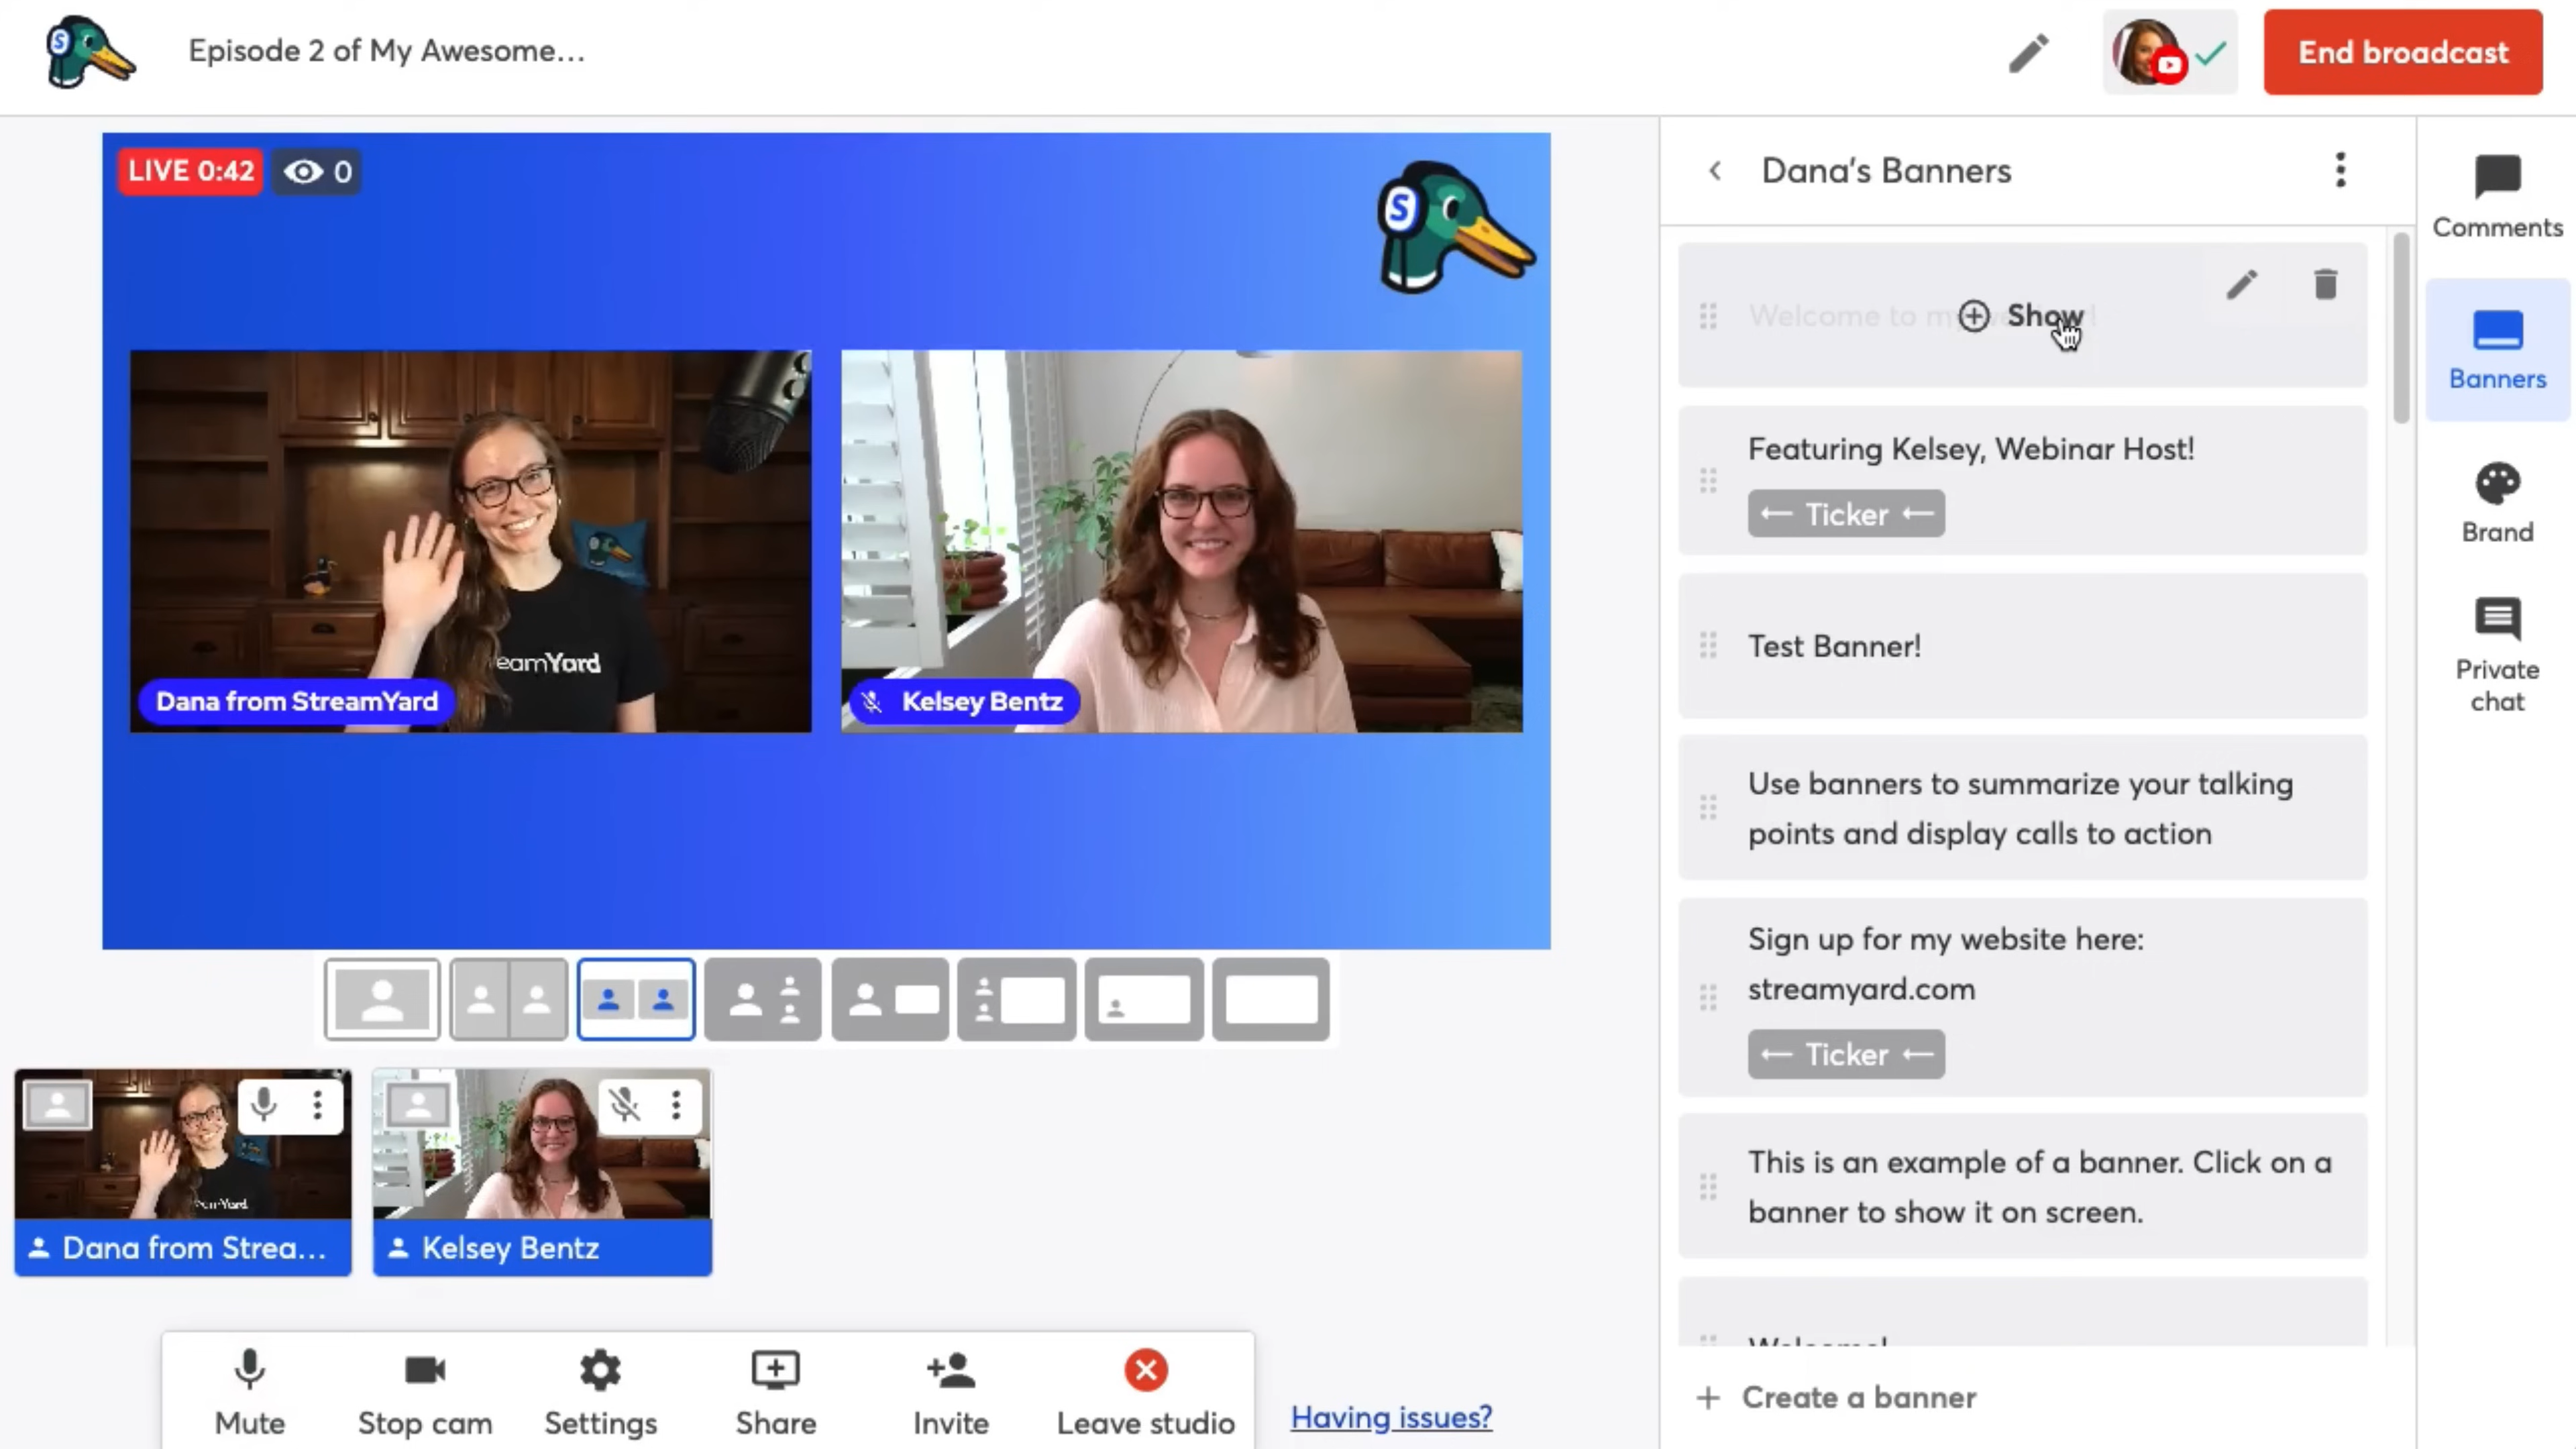 S
Episode 2 of My Awesome...
End broadcast
LIVE 0:42
0
S
eamYard
Dana from StreamYard
Kelsey Bentz
Dana from Strea...
Kelsey Bentz
Mute
Stop cam
Settings
Share
Invite
Leave studio
Having issues?
Dana's Banners
Welcome to my
Show
Featuring Kelsey, Webinar Host!
Ticker
Test Banner!
Use banners to summarize your talking
points and display calls to action
Sign up for my website here:
streamyard.com
Ticker
This is an example of a banner. Click on a
banner to show it on screen.
Create a banner
Comments
Banners
Brand
Private
chat